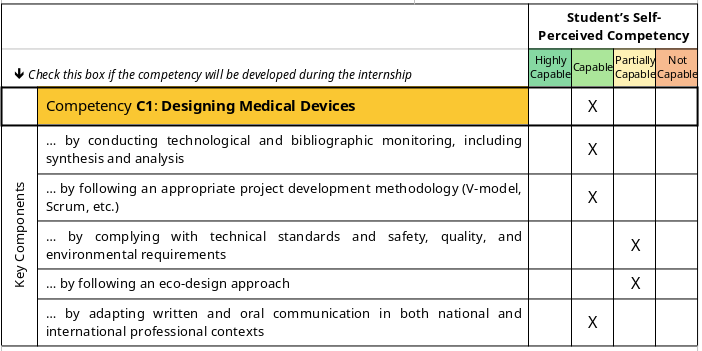 Student’s Self-
Perceived Competency
🡻 Check this box if the competency will be developed during the internship
Highly Capable
Capable
Partially Capable
Not Capable
Competency C1: Designing Medical Devices
X
Key Components
... by conducting technological and bibliographic monitoring, including
synthesis and analysis
X
... by following an appropriate project development methodology (V-model,
Scrum, etc.)
X
... by complying with technical standards and safety, quality, and
environmental requirements
X
... by following an eco-design approach
X
... by adapting written and oral communication in both national and
international professional contexts
X